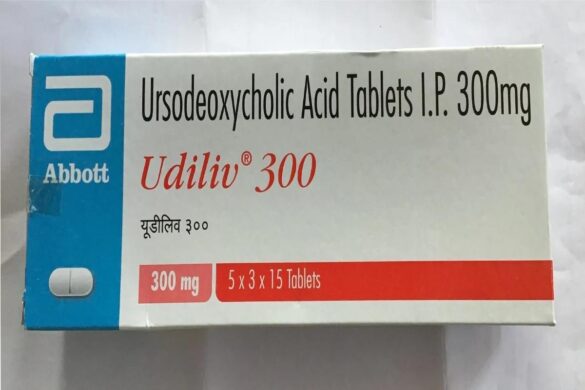 Ursodeoxycholic Acid Tablets I.P. 300mg
Abbott
Udiliv® 300
यूडीलिव ३००
300 mg
5 x 3 x 15 Tablets